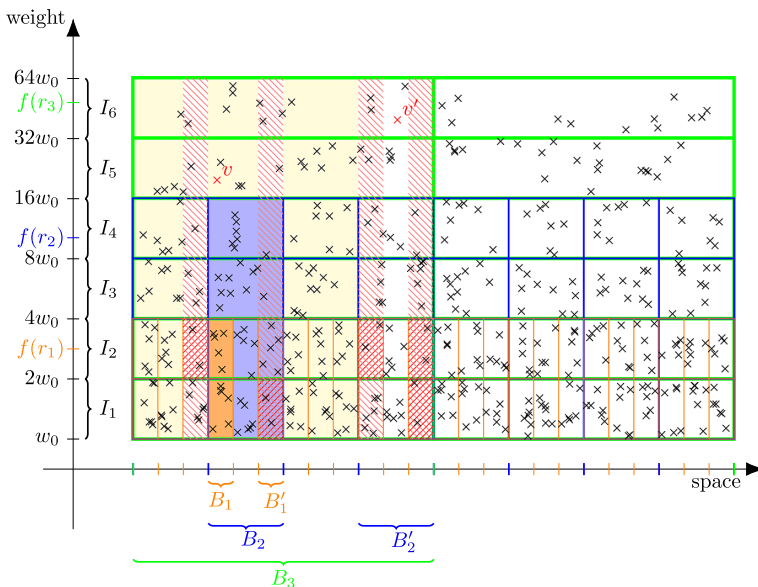 weight
64w₀
f(r₃)
I₆
v′
32w₀
I₅
v
16w₀
f(r₂)
I₄
8w₀
I₃
4w₀
f(r₁)
I₂
2w₀
I₁
w₀
space
B₁ B′₁
B₂ B′₂
B₃